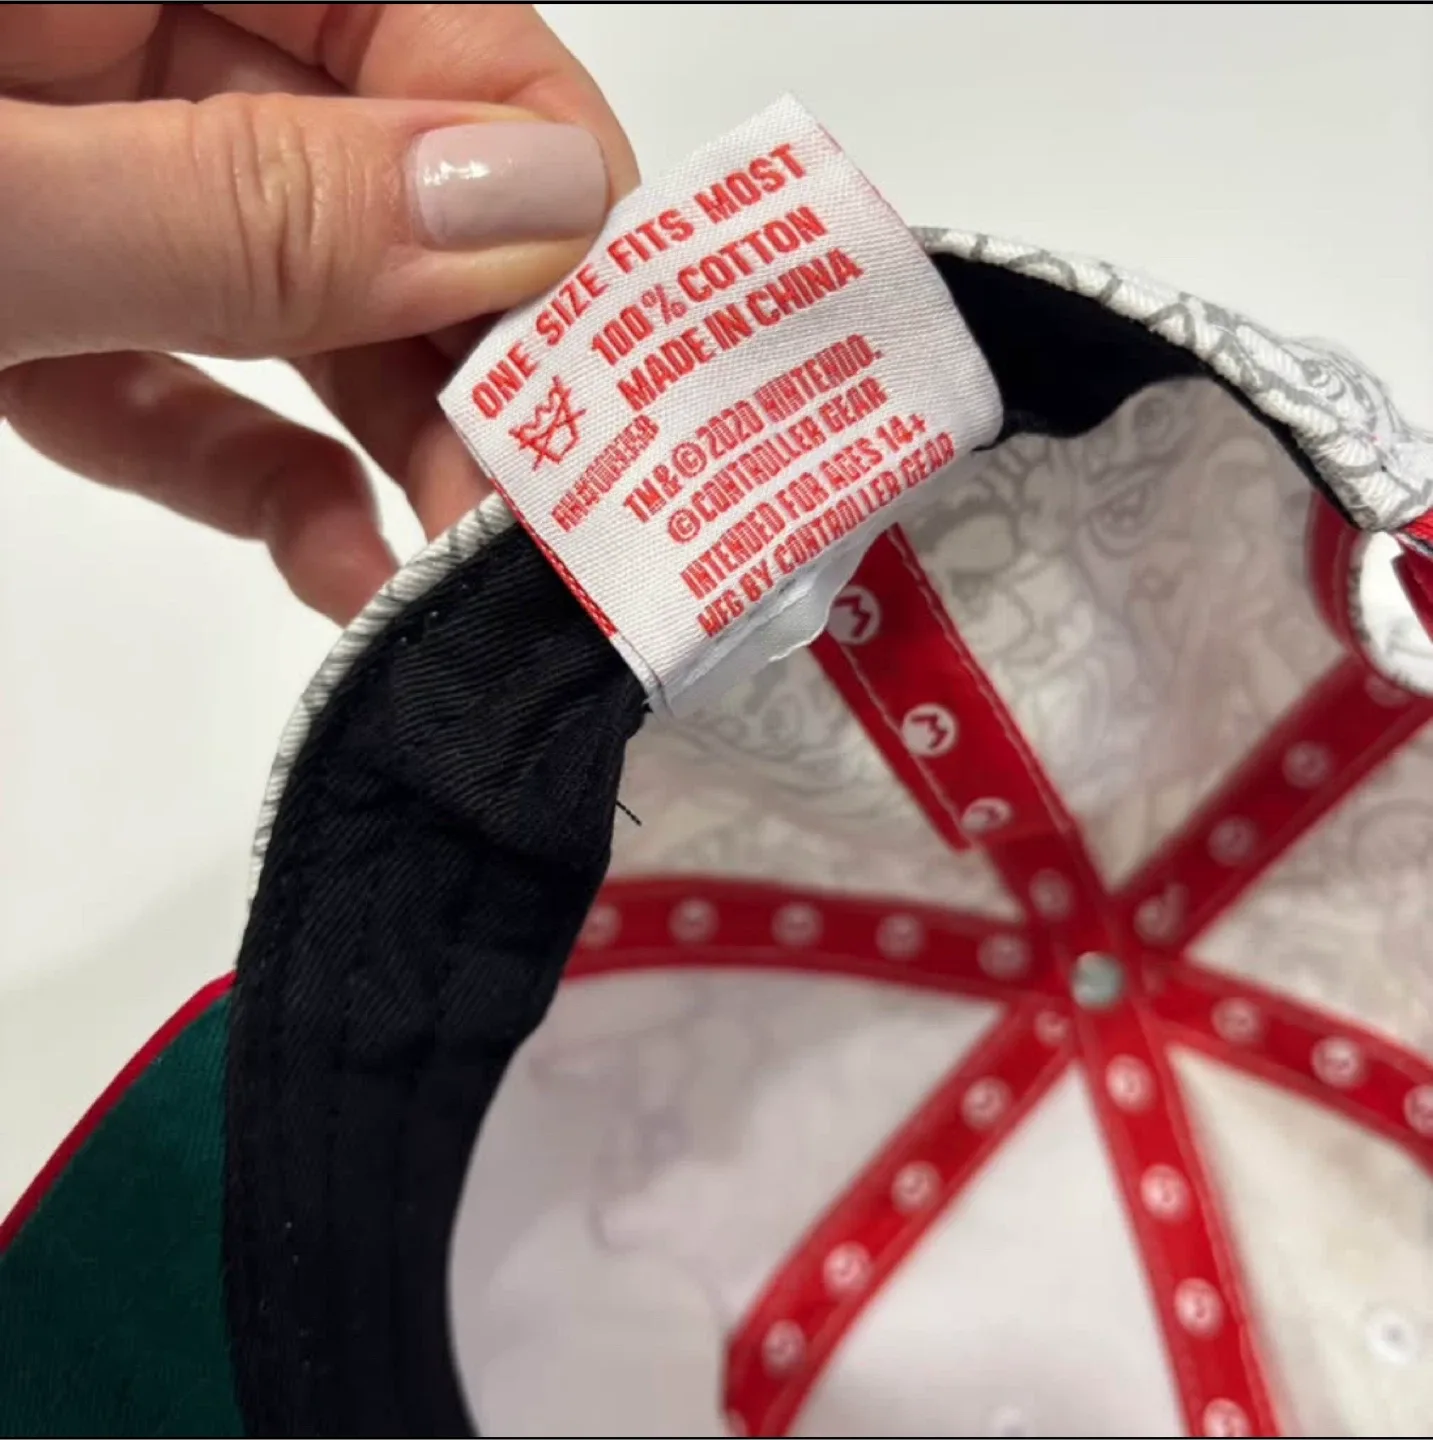 ONE SIZE FITS MOST
100% COTTON
MADE IN CHINA
TM & © 2020 NINTENDO.
© CONTROLLER GEAR
INTENDED FOR AGES 14+
MFG BY CONTROLLER GEAR